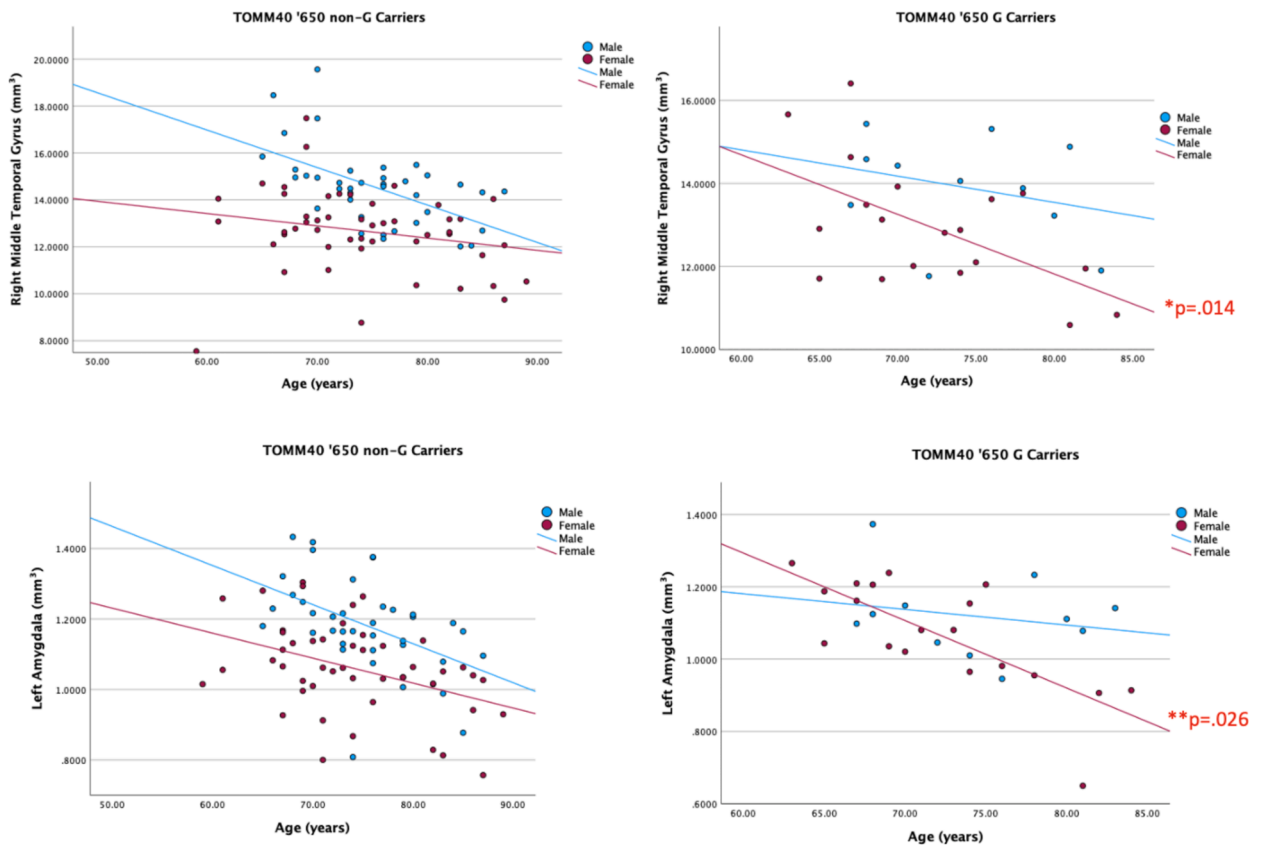 TOMM40 '650 non-G Carriers
Right Middle Temporal Gyrus (mm³)
20.0000
18.0000
16.0000
14.0000
12.0000
10.0000
8.0000
50.00 60.00 70.00 80.00 90.00
Age (years)
Male
Female
Male
Female
TOMM40 '650 G Carriers
Right Middle Temporal Gyrus (mm³)
16.0000
14.0000
12.0000
10.0000
60.00 65.00 70.00 75.00 80.00 85.00
Age (years)
Male
Female
Male
Female
*p=.014
TOMM40 '650 non-G Carriers
Left Amygdala (mm³)
1.4000
1.2000
1.0000
.8000
50.00 60.00 70.00 80.00 90.00
Age (years)
Male
Female
Male
Female
TOMM40 '650 G Carriers
Left Amygdala (mm³)
1.4000
1.2000
1.0000
.8000
.6000
60.00 65.00 70.00 75.00 80.00 85.00
Age (years)
Male
Female
Male
Female
**p=.026